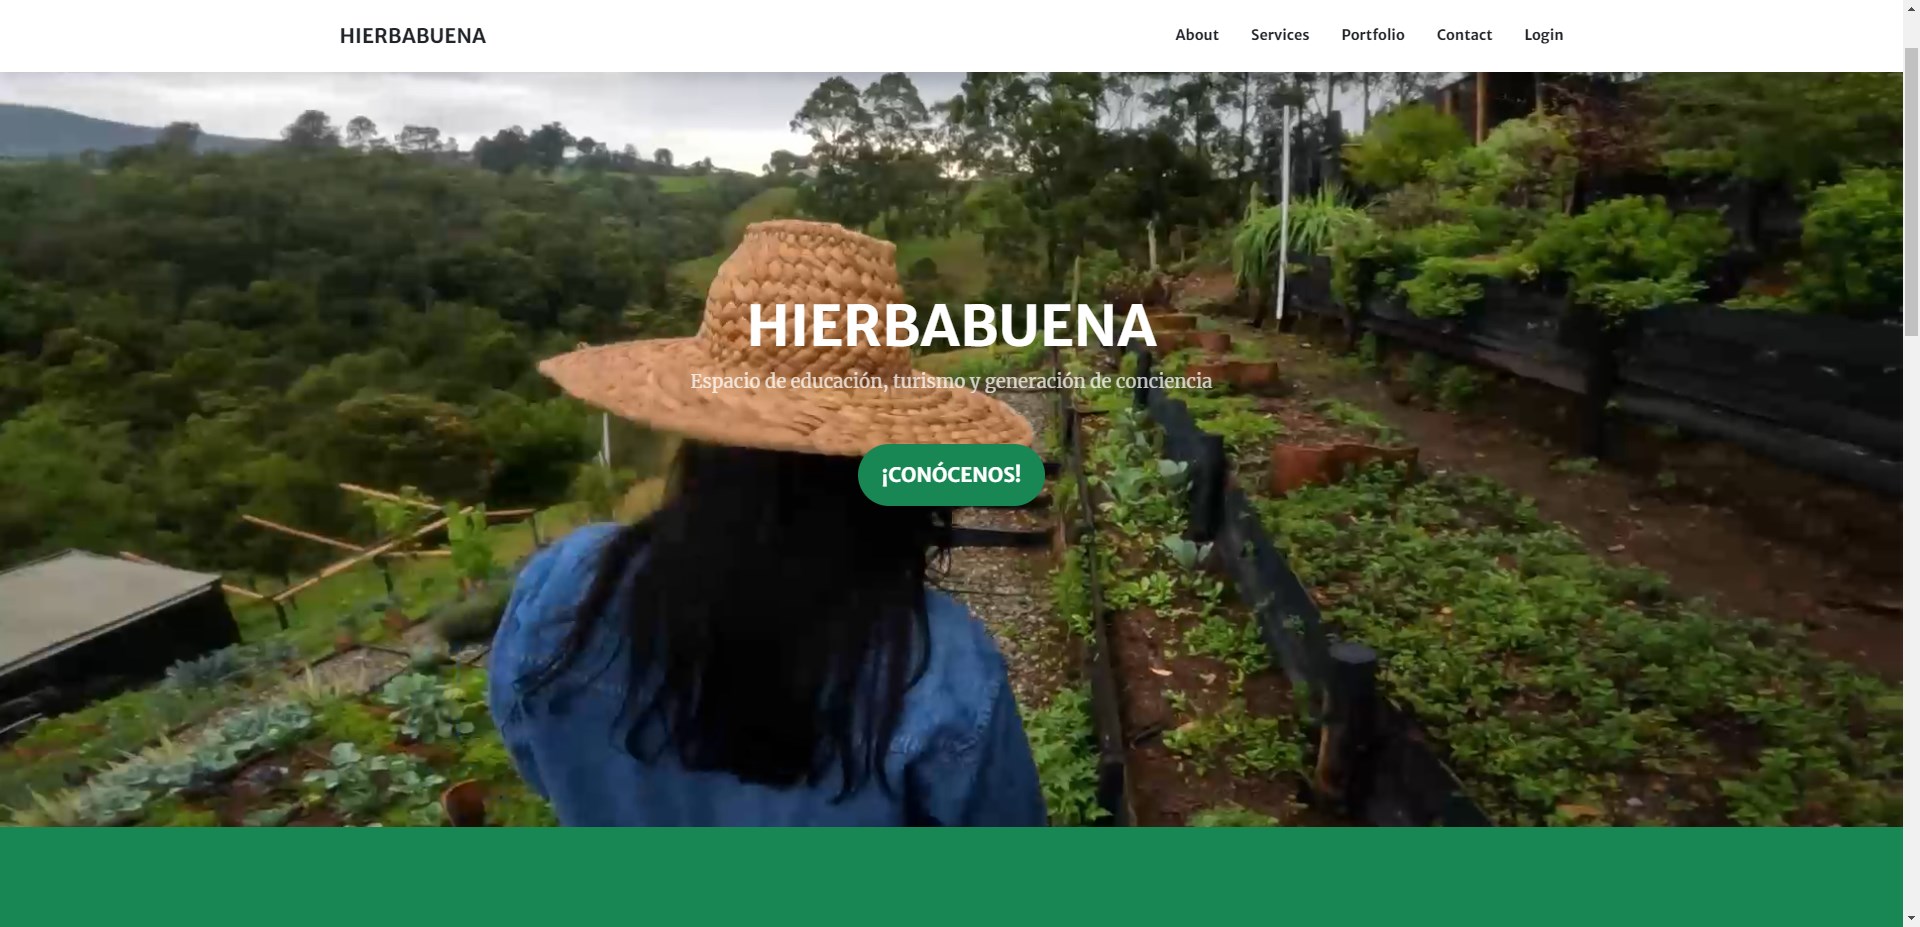 HIERBABUENA
About Services Portfolio Contact Login
HIERBABUENA
Espacio de educación, turismo y generación de conciencia
¡CONÓCENOS!